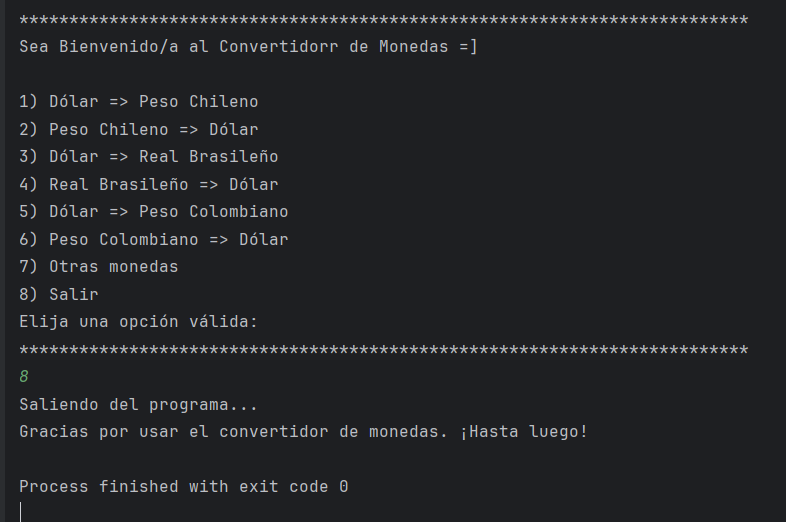 *************************************************************************
Sea Bienvenido/a al Convertidorr de Monedas =]
1) Dólar => Peso Chileno
2) Peso Chileno => Dólar
3) Dólar => Real Brasileño
4) Real Brasileño => Dólar
5) Dólar => Peso Colombiano
6) Peso Colombiano => Dólar
7) Otras monedas
8) Salir
Elija una opción válida:
*************************************************************************
8
Saliendo del programa...
Gracias por usar el convertidor de monedas. ¡Hasta luego!
Process finished with exit code 0